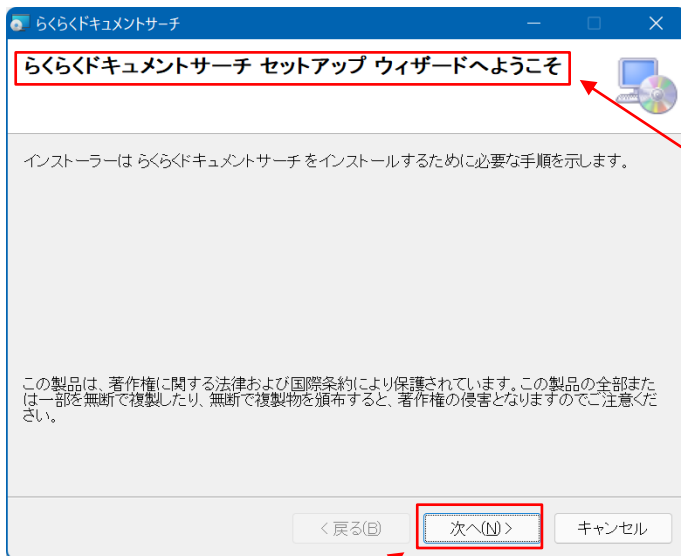 らくらくドキュメントサーチ
らくらくドキュメントサーチ セットアップ ウィザードへようこそ
インストーラーは らくらくドキュメントサーチ をインストールするために必要な手順を示します。
この製品は、著作権に関する法律および国際条約により保護されています。この製品の全部また
は一部を無断で複製したり、無断で複製物を頒布すると、著作権の侵害となりますのでご注意くだ
さい。
< 戻る(B)
次へ(N) >
キャンセル